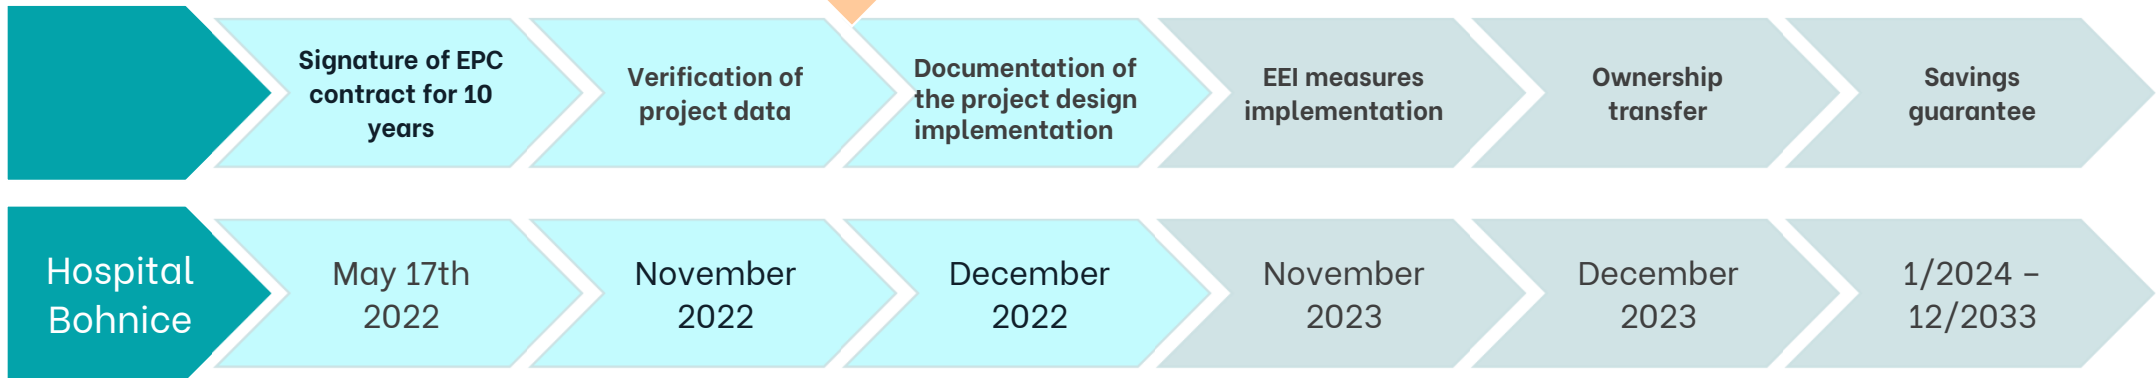 Signature of EPC
contract for 10
years
Verification of
project data
Documentation of
the project design
implementation
EEI measures
implementation
Ownership
transfer
Savings
guarantee
Hospital
Bohnice
May 17th
2022
November
2022
December
2022
November
2023
December
2023
1/2024 –
12/2033